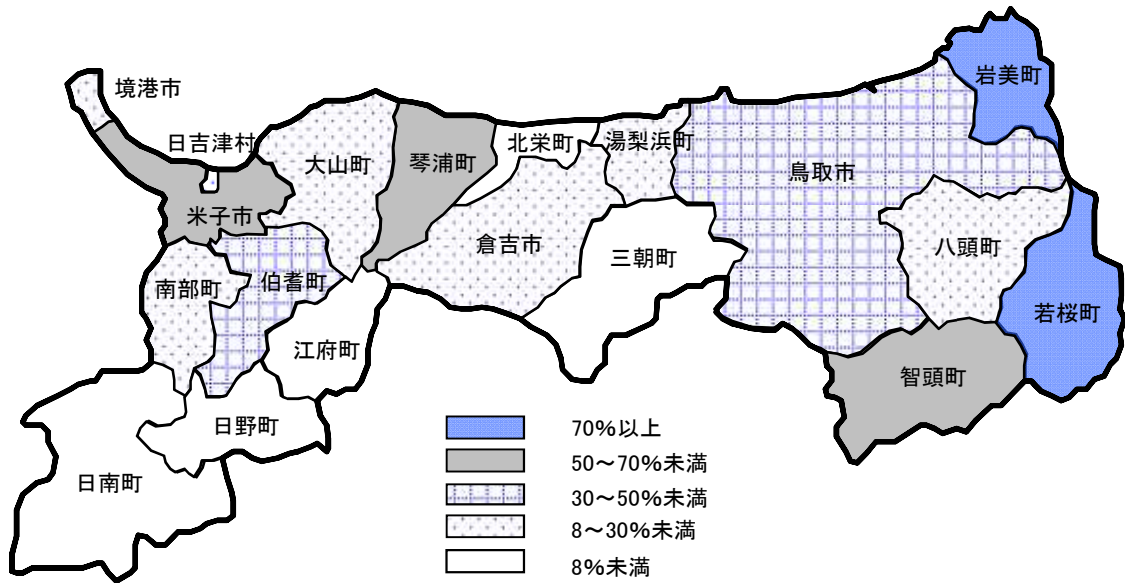 岩美町
境港市
日吉津村
大山町
琴浦町
北栄町
湯梨浜町
鳥取市
米子市
倉吉市
三朝町
八頭町
南部町
伯耆町
若桜町
江府町
智頭町
日野町
日南町
70%以上
50～70%未満
30～50%未満
8～30%未満
8%未満